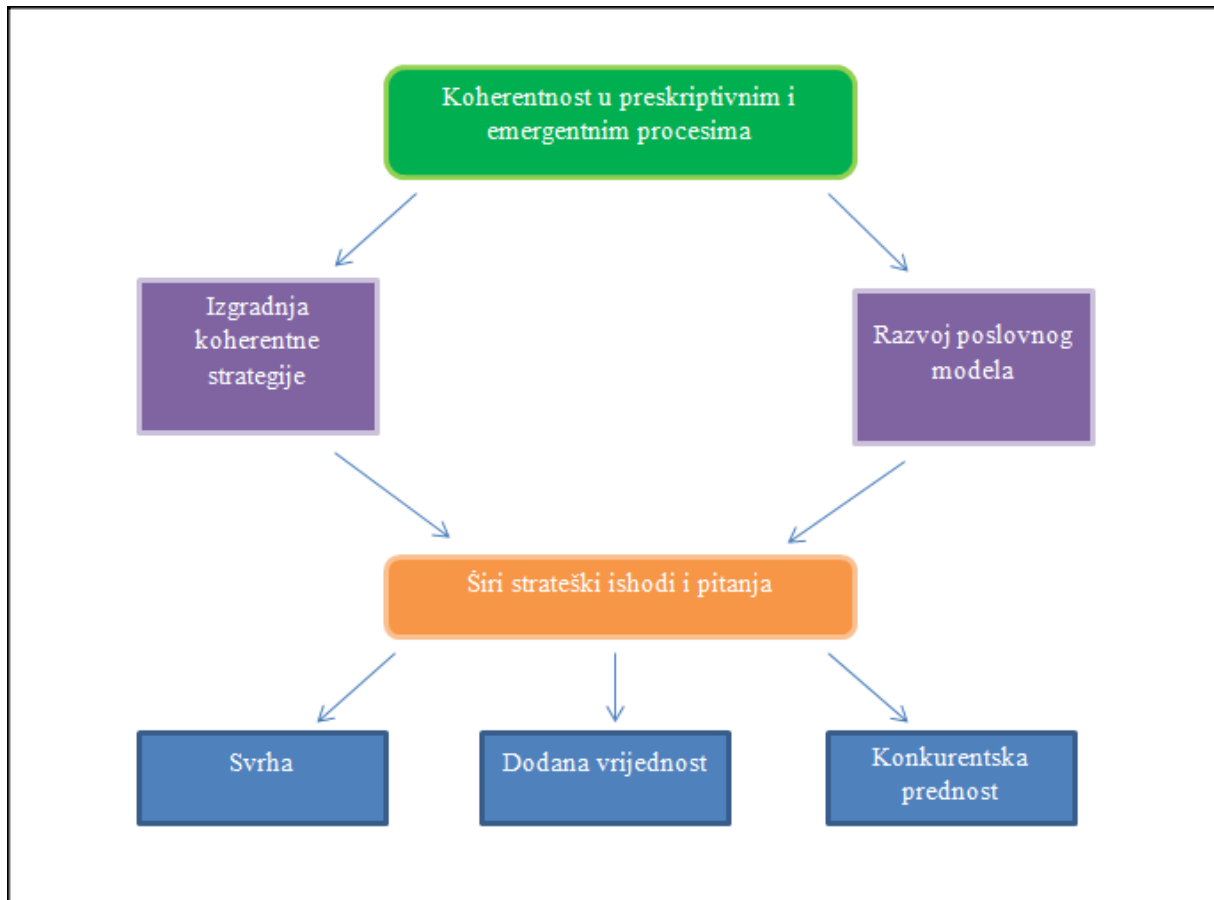 Koherentnost u preskriptivnim i
emergentnim procesima
Izgradnja
koherentne
strategije
Razvoj poslovnog
modela
Širi strateški ishodi i pitanja
Svrha
Dodana vrijednost
Konkurentska
prednost